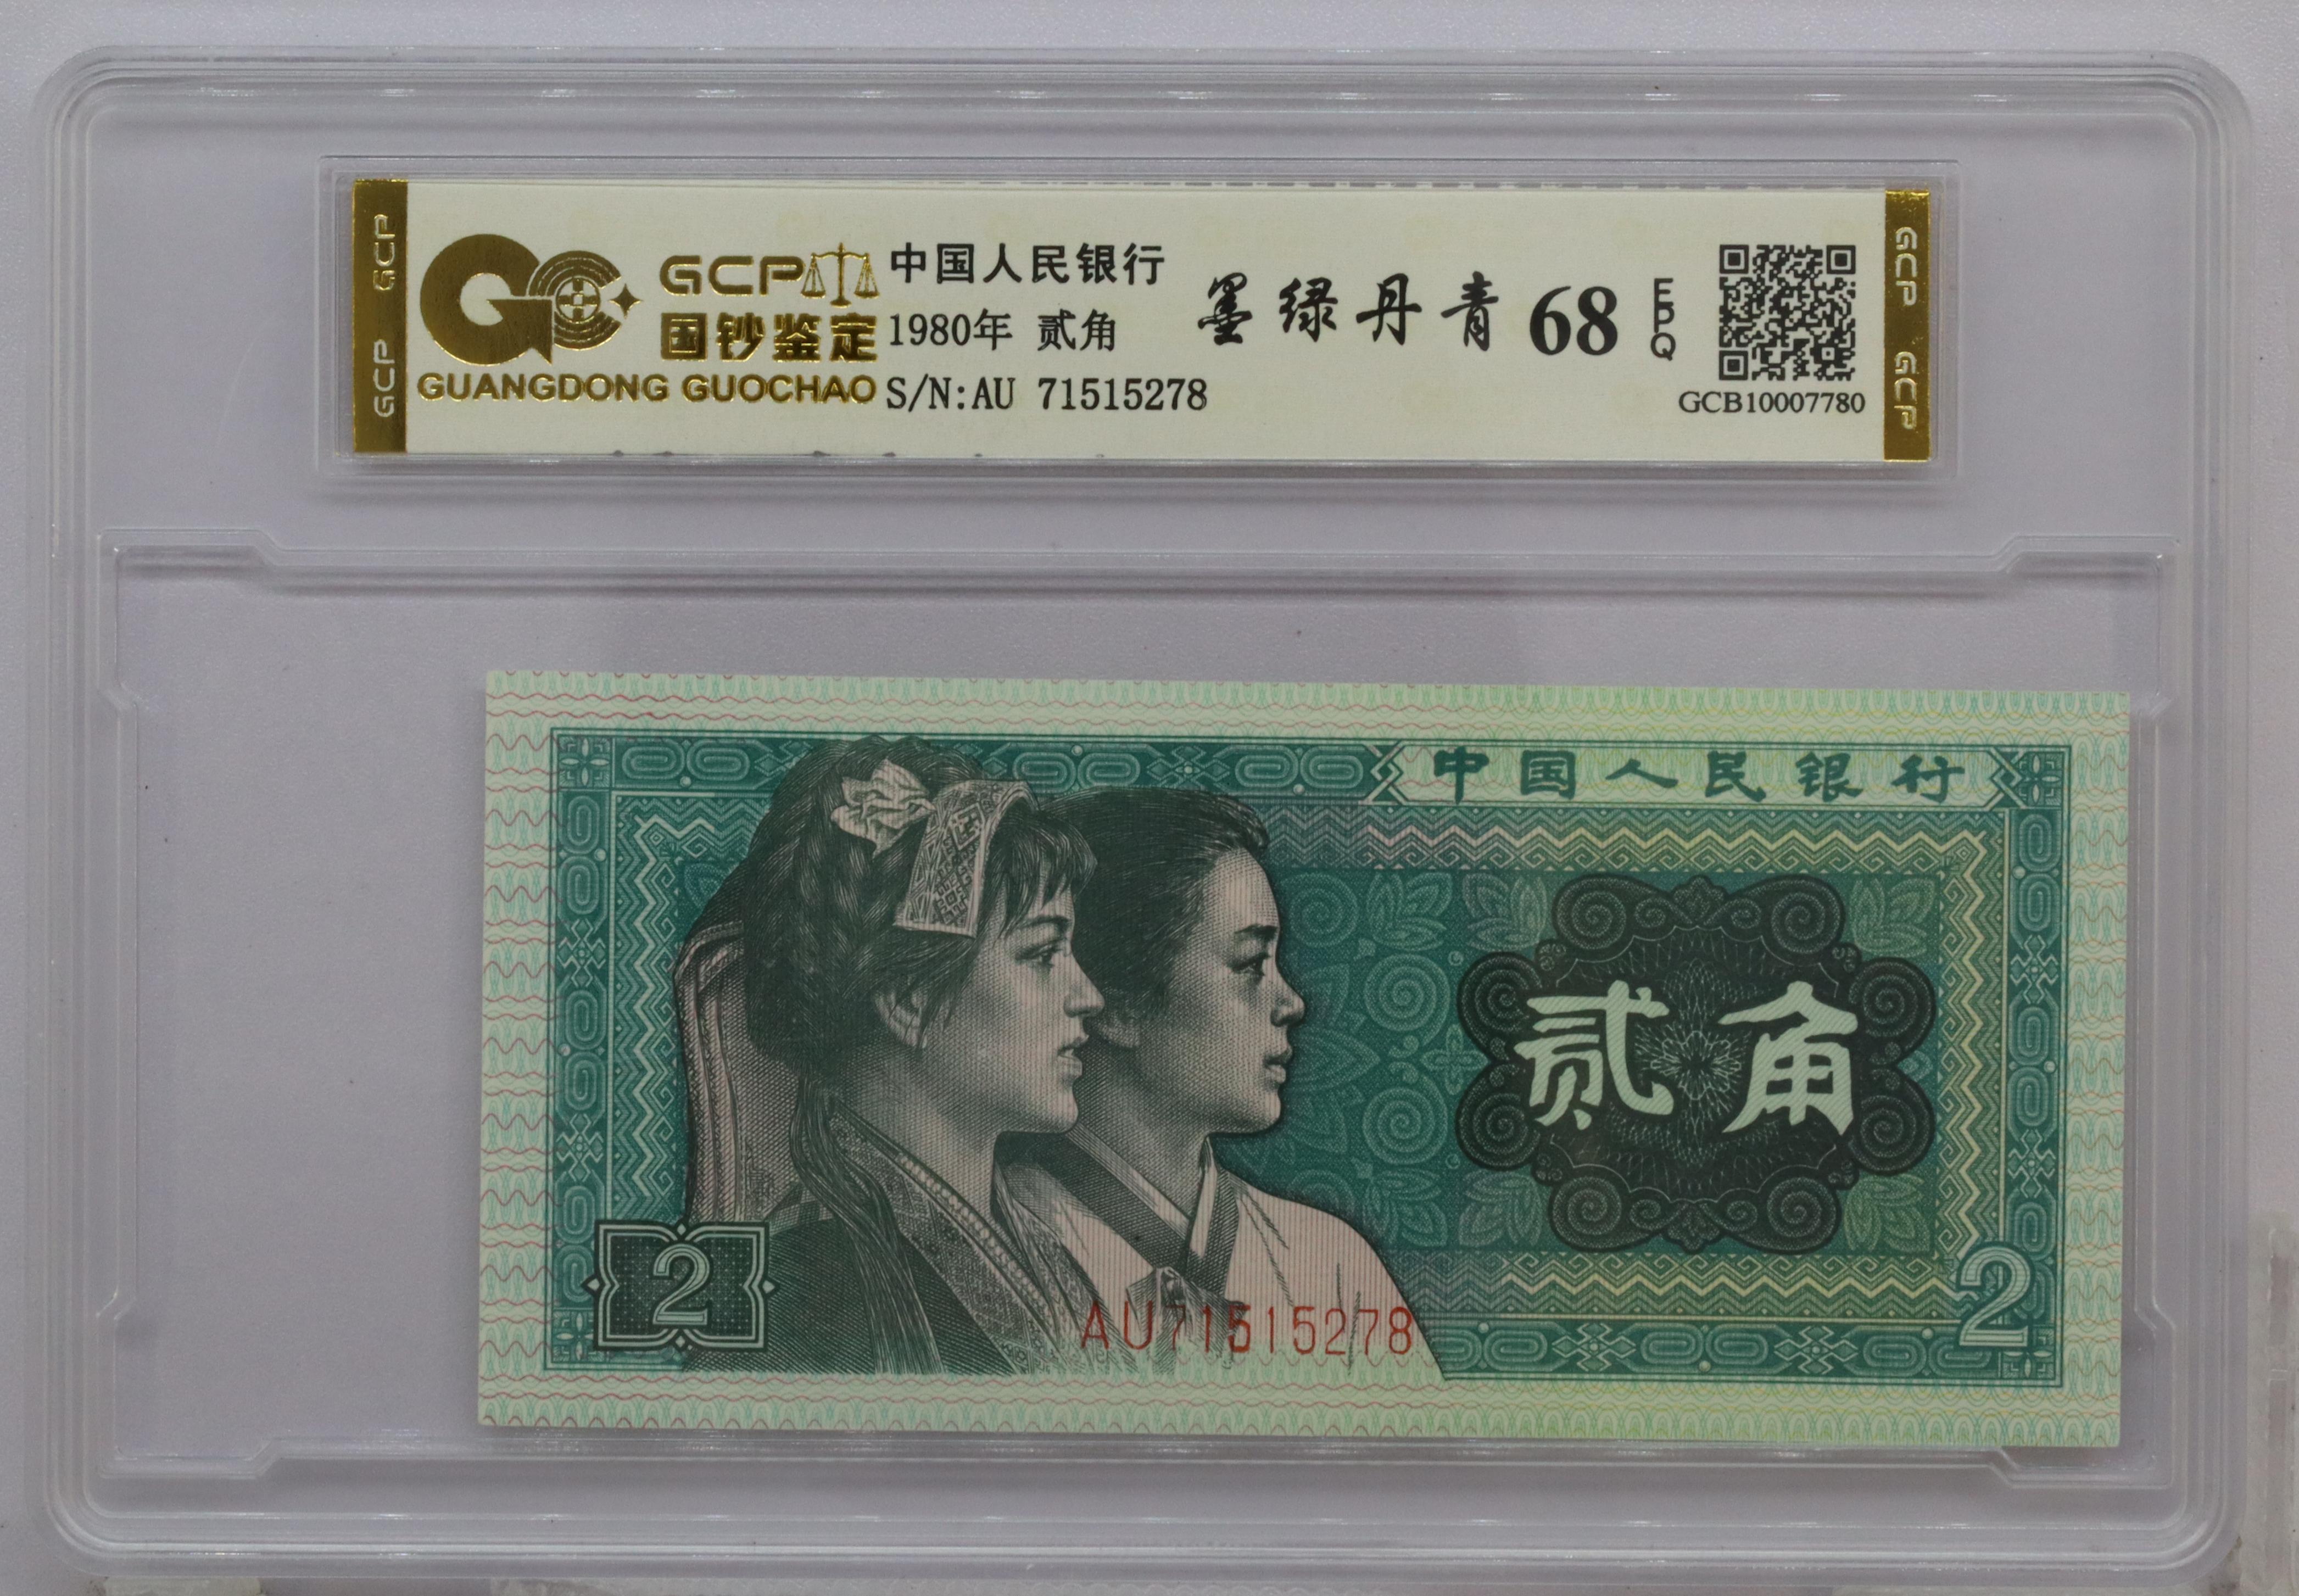 GCP GCP
GCP
国钞鉴定
GUANGDONG GUOCHAO
中国人民银行
1980年 贰角
S/N:AU 71515278
墨绿丹青 68
EPQ
GCB10007780
GCP GCP
中国人民银行
贰角
2
AU71515278
2